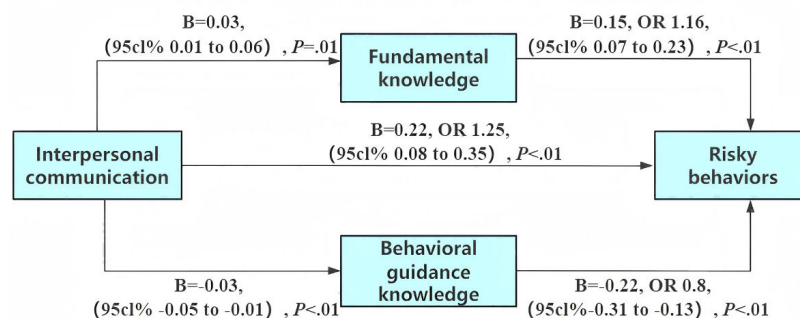 B=0.03,
(95cl% 0.01 to 0.06) , P=.01
B=0.15, OR 1.16,
(95cl% 0.07 to 0.23) , P<.01
Fundamental
knowledge
B=0.22, OR 1.25,
(95cl% 0.08 to 0.35) , P<.01
Interpersonal
communication
Risky
behaviors
Behavioral
guidance
knowledge
B=-0.03,
(95cl% -0.05 to -0.01) , P<.01
B=-0.22, OR 0.8,
(95cl%-0.31 to -0.13) , P<.01